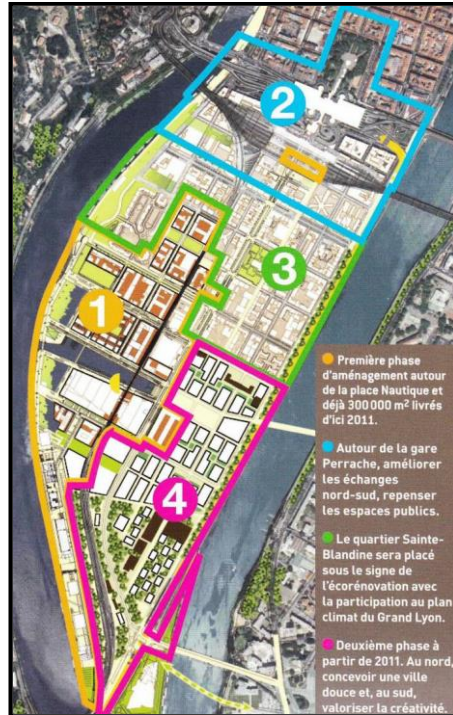 2
3
1
4
Première phase
d'aménagement autour
de la place Nautique et
déjà 300 000 m² livrés
d'ici 2011.
Autour de la gare
Perrache, améliorer
les échanges
nord-sud, repenser
les espaces publics.
Le quartier Sainte-
Blandine sera placé
sous le signe de
l'écorénovation avec
la participation au plan
climat du Grand Lyon.
Deuxième phase à
partir de 2011. Au nord,
concevoir une ville
douce et, au sud,
valoriser la créativité.